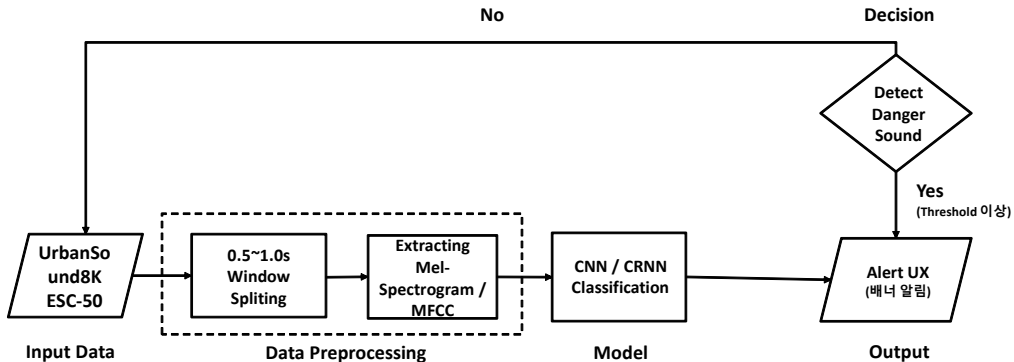 No
Decision
Detect
Danger
Sound
Yes
(Threshold 이상)
UrbanSo
und8K
ESC-50
0.5~1.0s
Window
Spliting
Extracting
Mel-
Spectrogram /
MFCC
CNN / CRNN
Classification
Alert UX
(배너 알림)
Input Data
Data Preprocessing
Model
Output